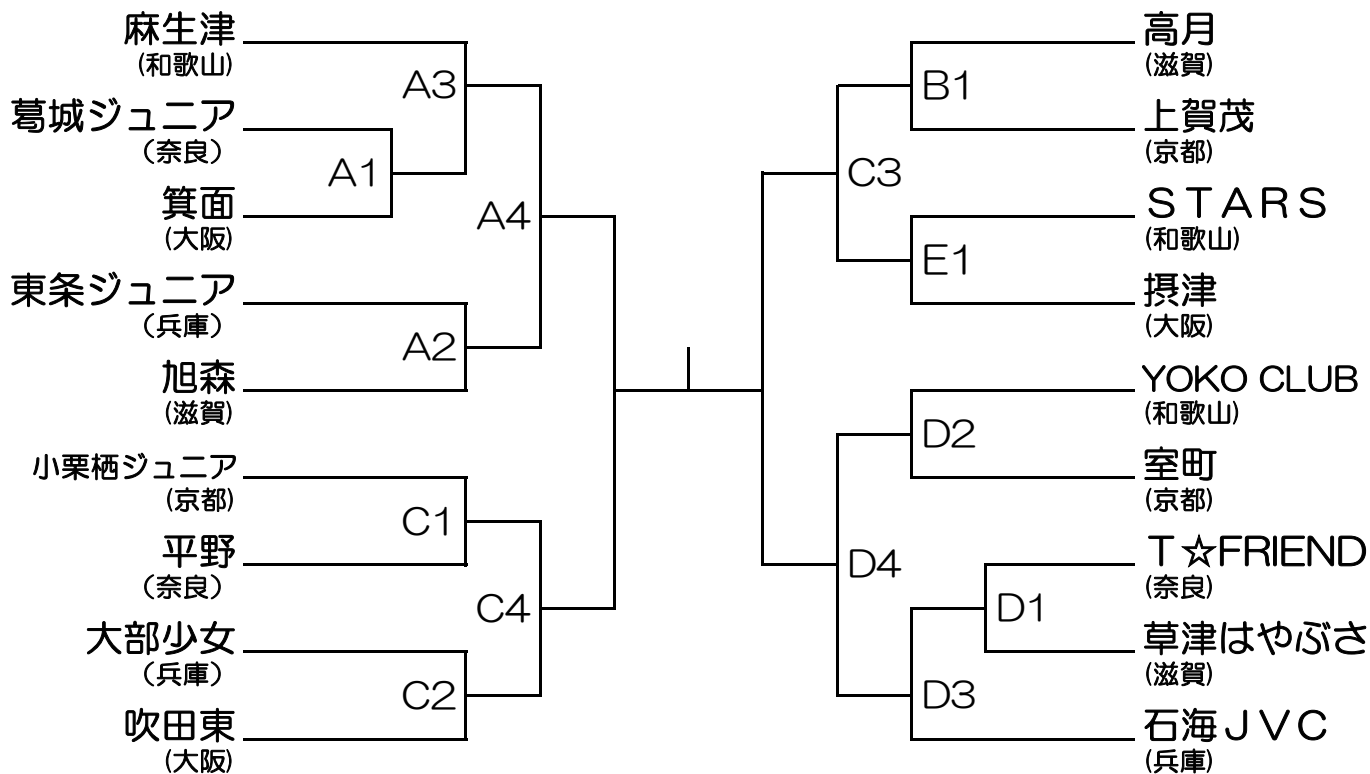 麻生津
(和歌山)
葛城ジュニア
(奈良)
箕面
(大阪)
東条ジュニア
(兵庫)
旭森
(滋賀)
小栗栖ジュニア
(京都)
平野
(奈良)
大部少女
(兵庫)
吹田東
(大阪)
A3
A1
A4
A2
C1
C4
C2
B1
C3
E1
D2
D4
D1
D3
高月
(滋賀)
上賀茂
(京都)
ＳＴＡＲＳ
(和歌山)
摂津
(大阪)
YOKO CLUB
(和歌山)
室町
(京都)
T☆FRIEND
(奈良)
草津はやぶさ
(滋賀)
石海ＪＶＣ
(兵庫)